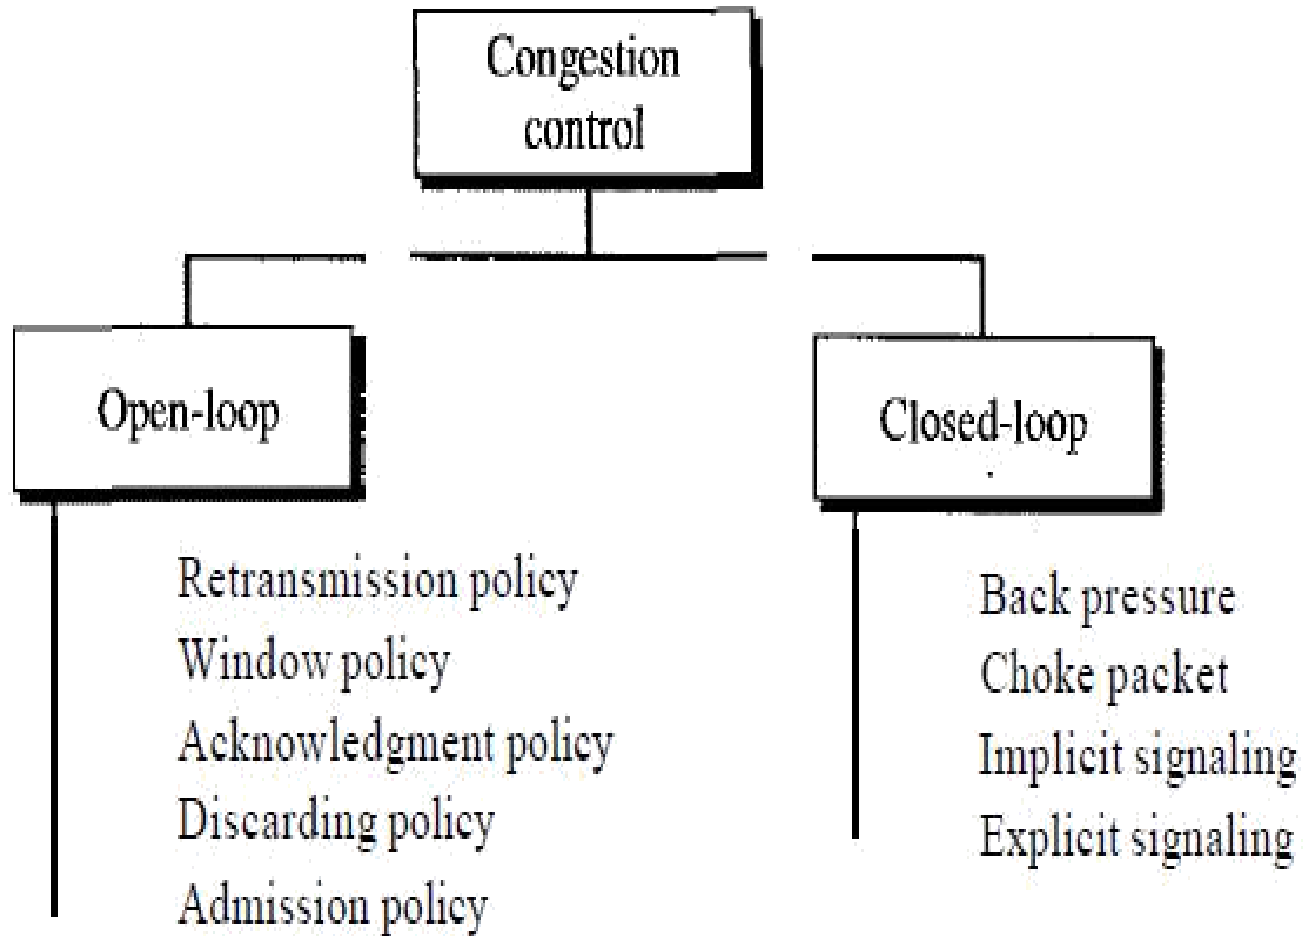 Congestion
control
Open-loop
Closed-loop
Retransmission policy
Window policy
Acknowledgment policy
Discarding policy
Admission policy
Back pressure
Choke packet
Implicit signaling
Explicit signaling